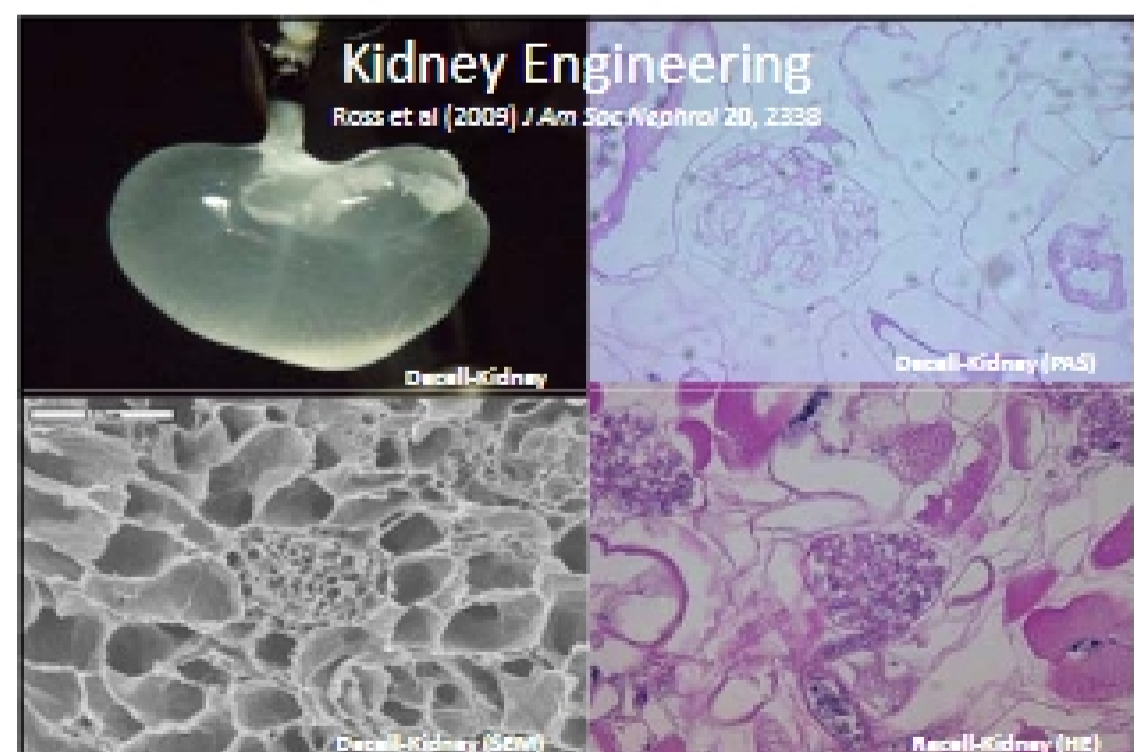 Kidney Engineering
Ross et al (2009) J Am Soc Nephrol 20, 2338
Decell-Kidney
Decell-Kidney (PAS)
Decell-Kidney (SEM)
Recell-Kidney (HE)